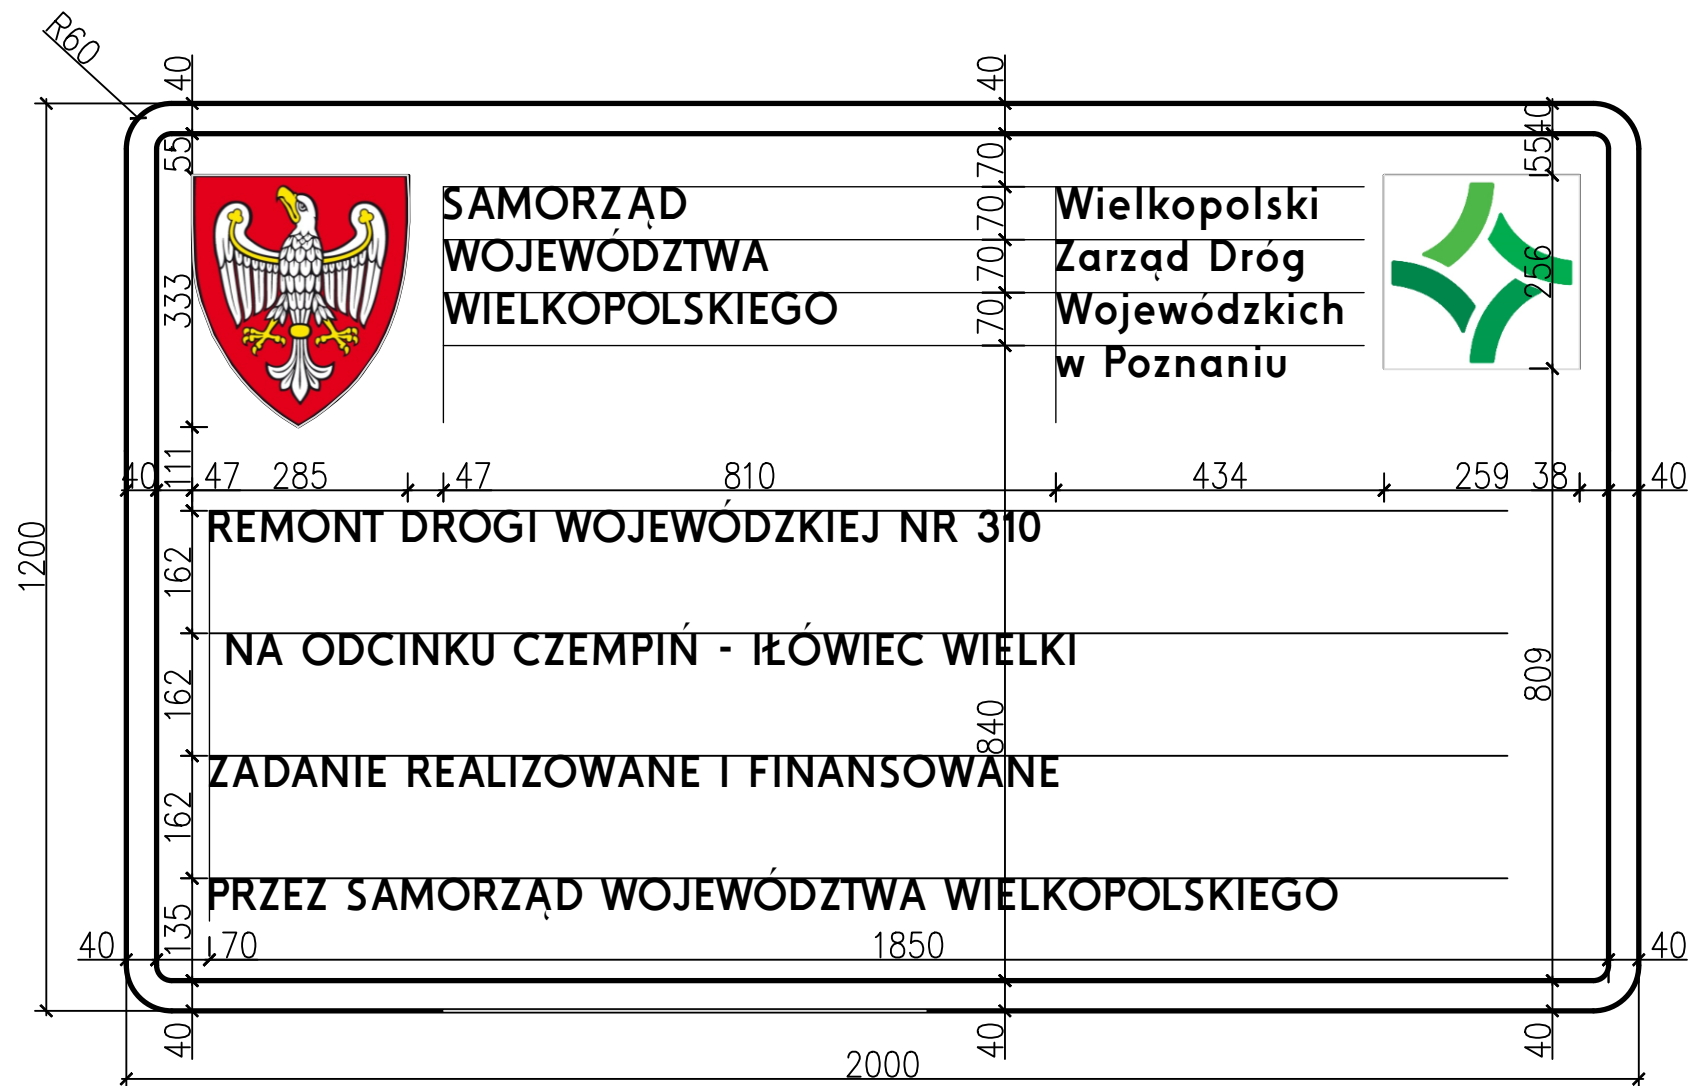 R60
40
40
55
70
5540
SAMORZĄD
Wielkopolski
70
WOJEWÓDZTWA
Zarząd Dróg
70
256
333
WIELKOPOLSKIEGO
Wojewódzkich
70
w Poznaniu
111
40
47
285
47
810
434
259
38
40
REMONT DROGI WOJEWÓDZKIEJ NR 310
1200
162
NA ODCINKU CZEMPIŃ - IŁÓWIEC WIELKI
162
809
840
ZADANIE REALIZOWANE I FINANSOWANE
162
PRZEZ SAMORZĄD WOJEWÓDZTWA WIELKOPOLSKIEGO
135
40
70
1850
40
40
40
40
2000